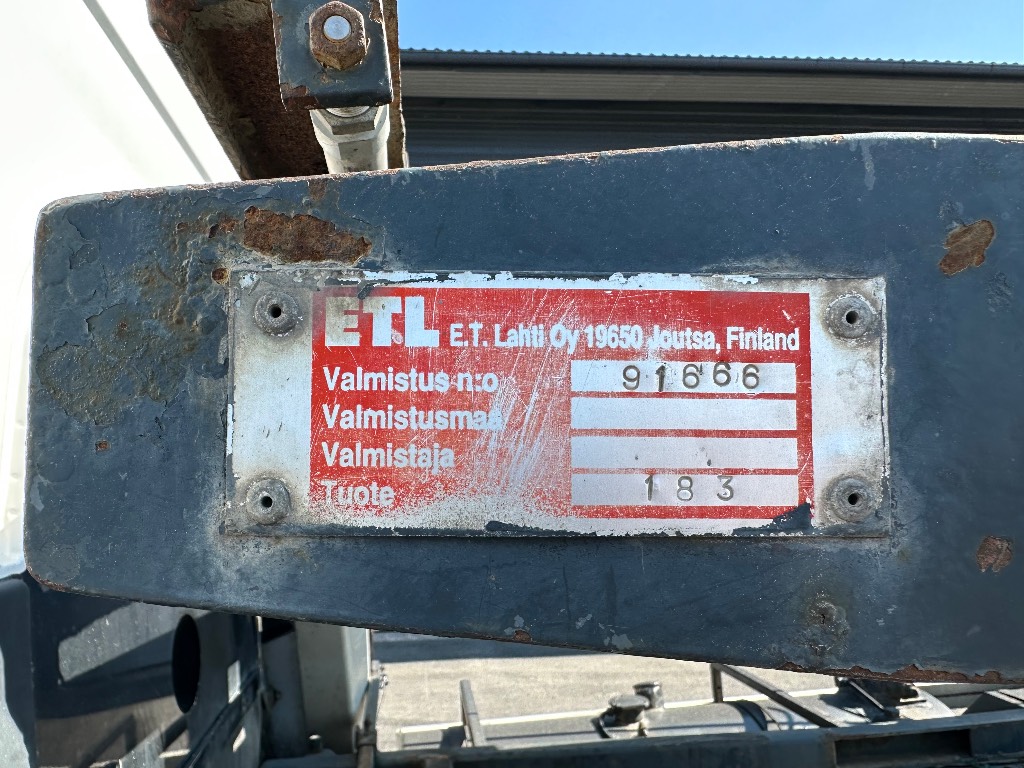 ETL E.T. Lahti Oy 19650 Joutsa, Finland
Valmistus n:o 91666
Valmistusmaa
Valmistaja
Tuote 183